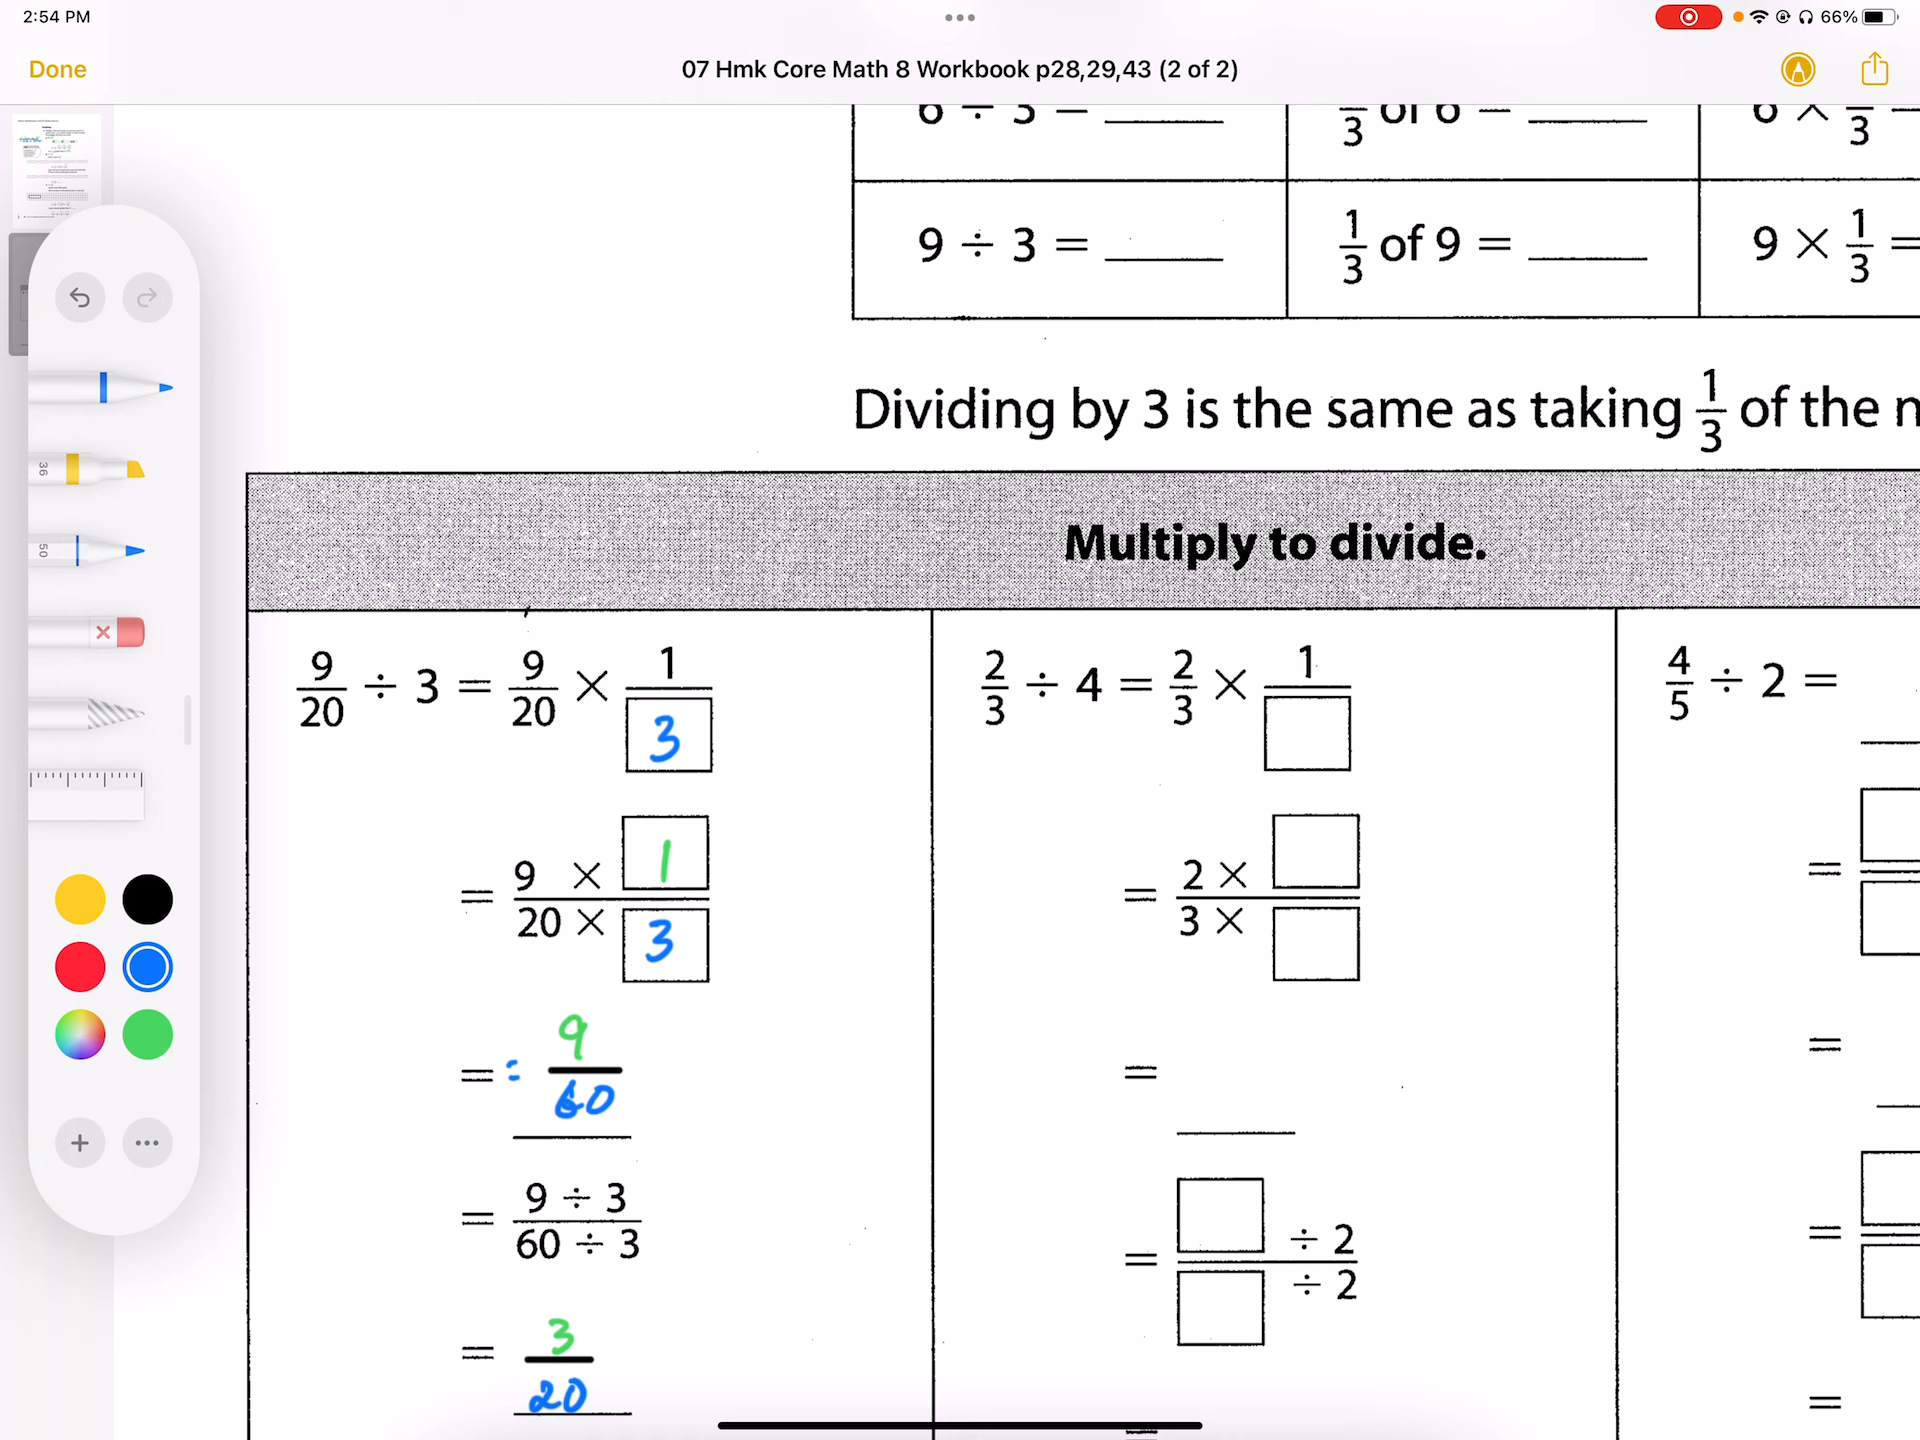 2:54 PM
66%
Done
07 Hmk Core Math 8 Workbook p28,29,43 (2 of 2)
9 ÷ 3 = ____
1/3 of 9 = ____
9 × 1/3 =
Dividing by 3 is the same as taking 1/3 of the
Multiply to divide.
9/20 ÷ 3 = 9/20 × 1/3
= 9 × 1 / 20 × 3
= = 9/60
= 9 ÷ 3 / 60 ÷ 3
= 3/20
2/3 ÷ 4 = 2/3 × 1/□
= 2 × □ / 3 × □
=
= □ ÷ 2 / □ ÷ 2
4/5 ÷ 2 =
=
=
=
=
36
50